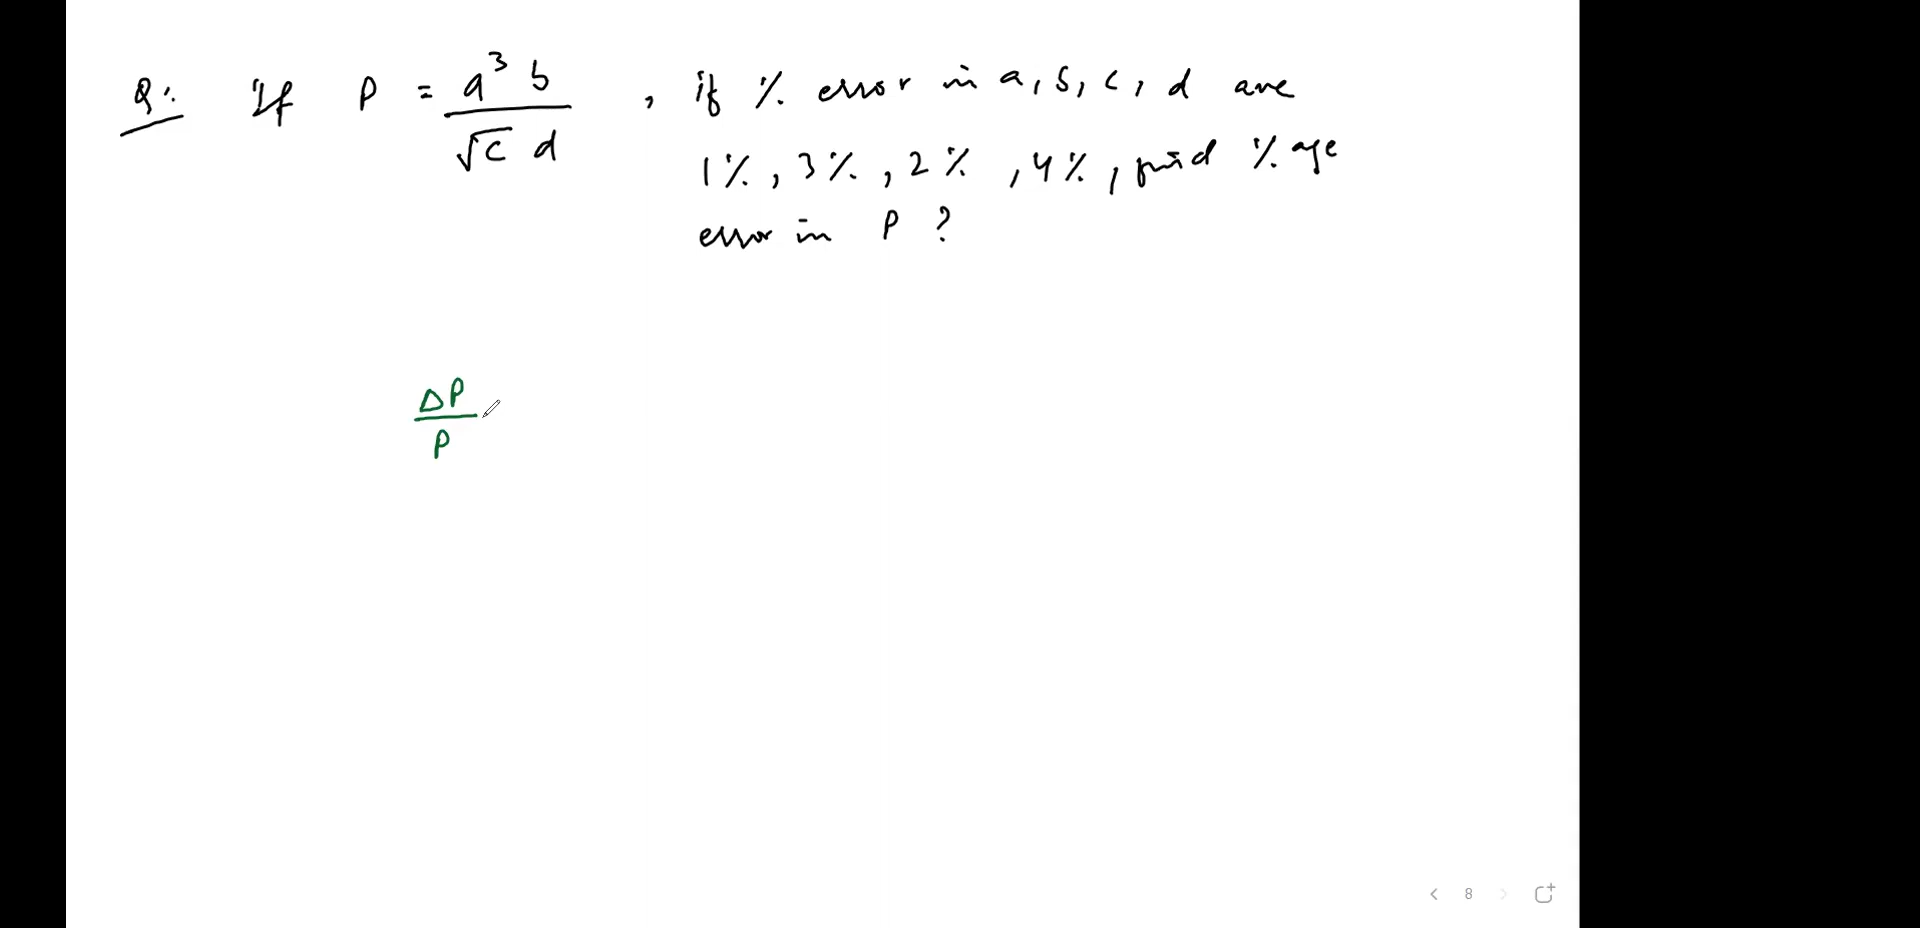 Q: If P = a³ b / √c d , if % error in a, b, c, d are
1%, 3%, 2%, 4%, find %age
error in P ?
ΔP / P
8